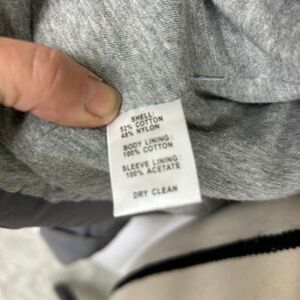 SHELL:
52% COTTON
48% NYLON
BODY LINING:
100% COTTON
SLEEVE LINING:
100% ACETATE
DRY CLEAN